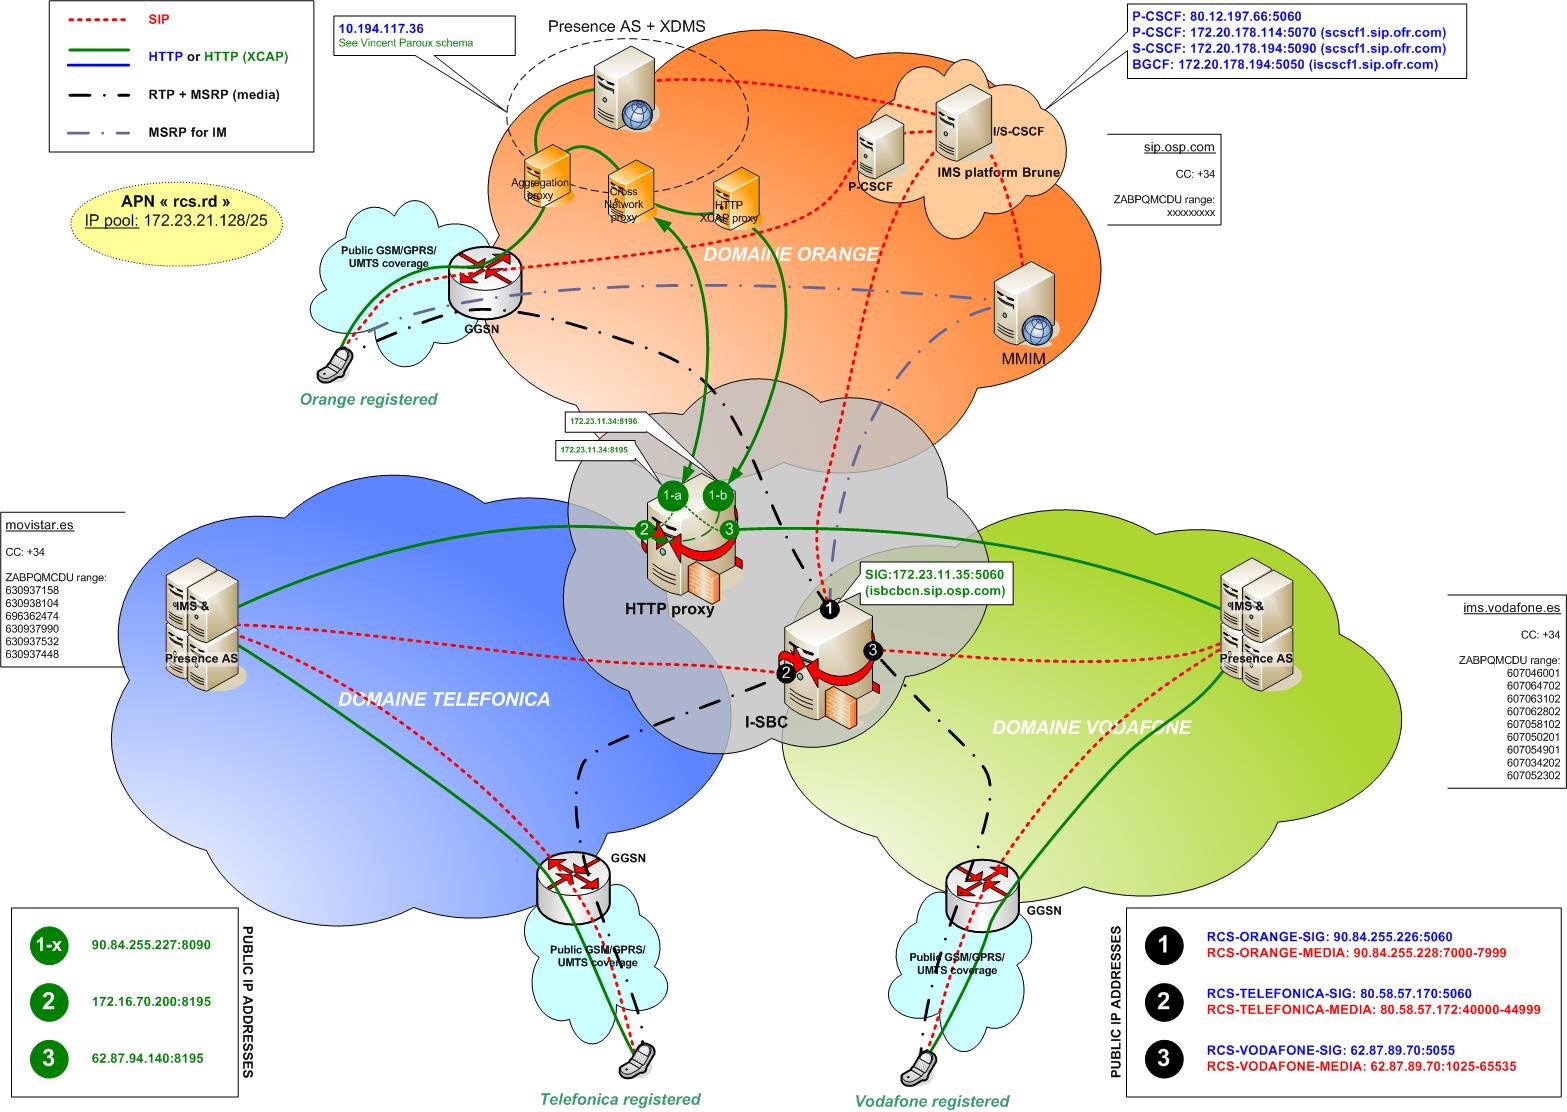 SIP
HTTP or HTTP (XCAP)
RTP + MSRP (media)
MSRP for IM
10.194.117.36
See Vincent Paroux schema
Presence AS + XDMS
P-CSCF: 80.12.197.66:5060
P-CSCF: 172.20.178.114:5070 (scscf1.sip.ofr.com)
S-CSCF: 172.20.178.194:5090 (scscf1.sip.ofr.com)
BGCF: 172.20.178.194:5050 (iscscf1.sip.ofr.com)
I/S-CSCF
P-CSCF
IMS platform Brune
sip.osp.com
CC: +34
ZABPQMCDU range:
xxxxxxxxx
APN « rcs.rd »
IP pool: 172.23.21.128/25
Aggregation
proxy
Cross
Network
proxy
HTTP
XCAP proxy
Public GSM/GPRS/
UMTS coverage
DOMAINE ORANGE
GGSN
MMIM
Orange registered
172.23.11.34:8196
172.23.11.34:8195
1-a
1-b
2
3
HTTP proxy
SIG:172.23.11.35:5060
(isbcbcn.sip.osp.com)
1
2
3
I-SBC
movistar.es
CC: +34
ZABPQMCDU range:
630937158
630938104
696362474
630937990
630937532
630937448
IMS &
Presence AS
DOMAINE TELEFONICA
IMS &
Presence AS
DOMAINE VODAFONE
ims.vodafone.es
CC: +34
ZABPQMCDU range:
607046001
607064702
607063102
607062802
607058102
607050201
607054901
607034202
607052302
GGSN
Public GSM/GPRS/
UMTS coverage
Telefonica registered
GGSN
Public GSM/GPRS/
UMTS coverage
Vodafone registered
1-x
90.84.255.227:8090
2
172.16.70.200:8195
3
62.87.94.140:8195
PUBLIC IP ADDRESSES
PUBLIC IP ADDRESSES
1
RCS-ORANGE-SIG: 90.84.255.226:5060
RCS-ORANGE-MEDIA: 90.84.255.228:7000-7999
2
RCS-TELEFONICA-SIG: 80.58.57.170:5060
RCS-TELEFONICA-MEDIA: 80.58.57.172:40000-44999
3
RCS-VODAFONE-SIG: 62.87.89.70:5055
RCS-VODAFONE-MEDIA: 62.87.89.70:1025-65535